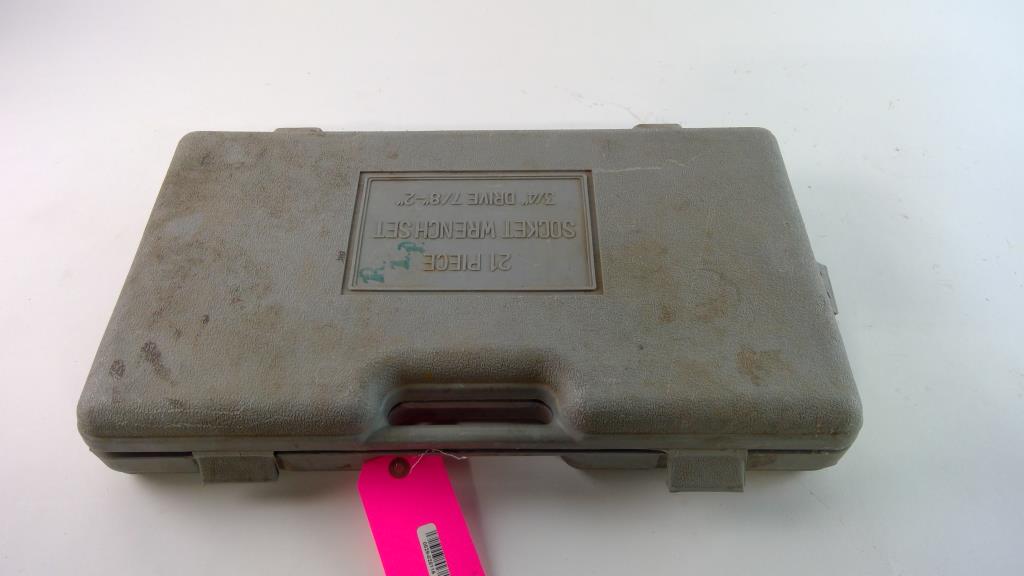 21 PIECE
SOCKET WRENCH SET
3/4" DRIVE 7/8"-2"